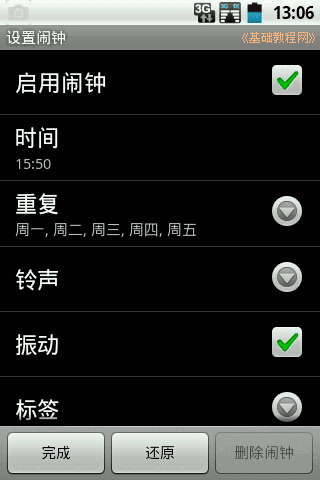 3G
3G 1X
13:06
设置闹钟
《基础教程网》
启用闹钟
时间
15:50
重复
周一, 周二, 周三, 周四, 周五
铃声
振动
标签
完成
还原
删除闹钟